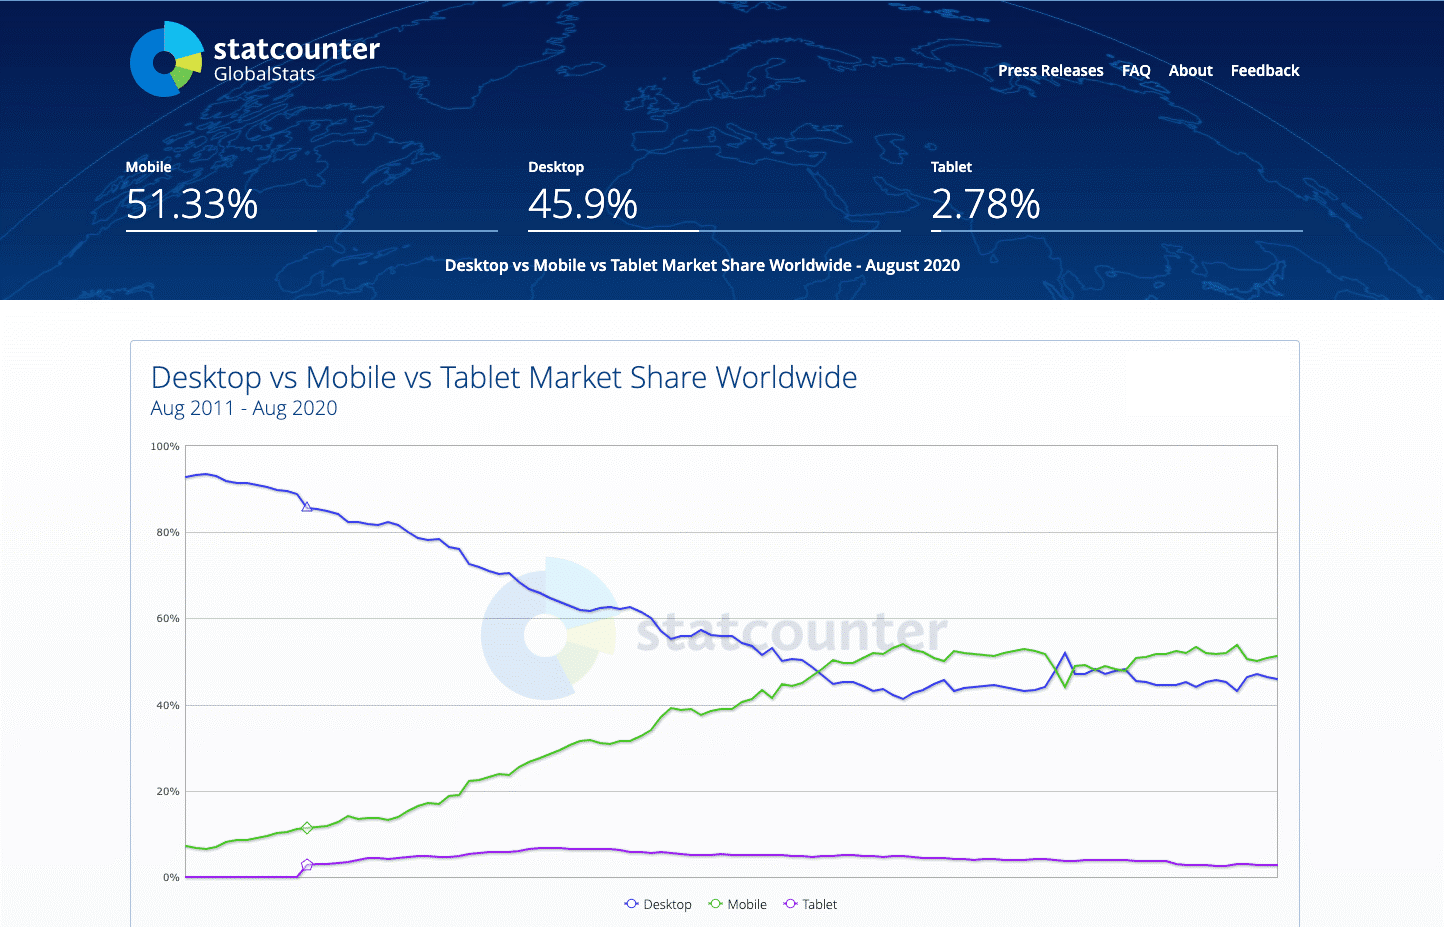 statcounter
GlobalStats
Press Releases FAQ About Feedback
Mobile
51.33%
Desktop
45.9%
Tablet
2.78%
Desktop vs Mobile vs Tablet Market Share Worldwide - August 2020
Desktop vs Mobile vs Tablet Market Share Worldwide
Aug 2011 - Aug 2020
100%
80%
60%
40%
20%
0%
statcounter
Desktop Mobile Tablet